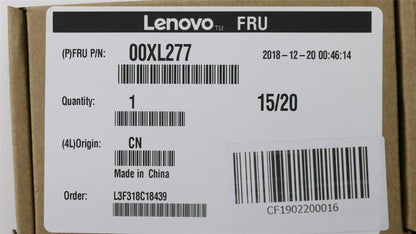 Lenovo™ FRU
(P)FRU P/N: 00XL277 2018-12-20 00:46:14
Quantity: 1 15/20
(4L)Origin: CN
Made in China
Order: L3F318C18439
CF1902200016